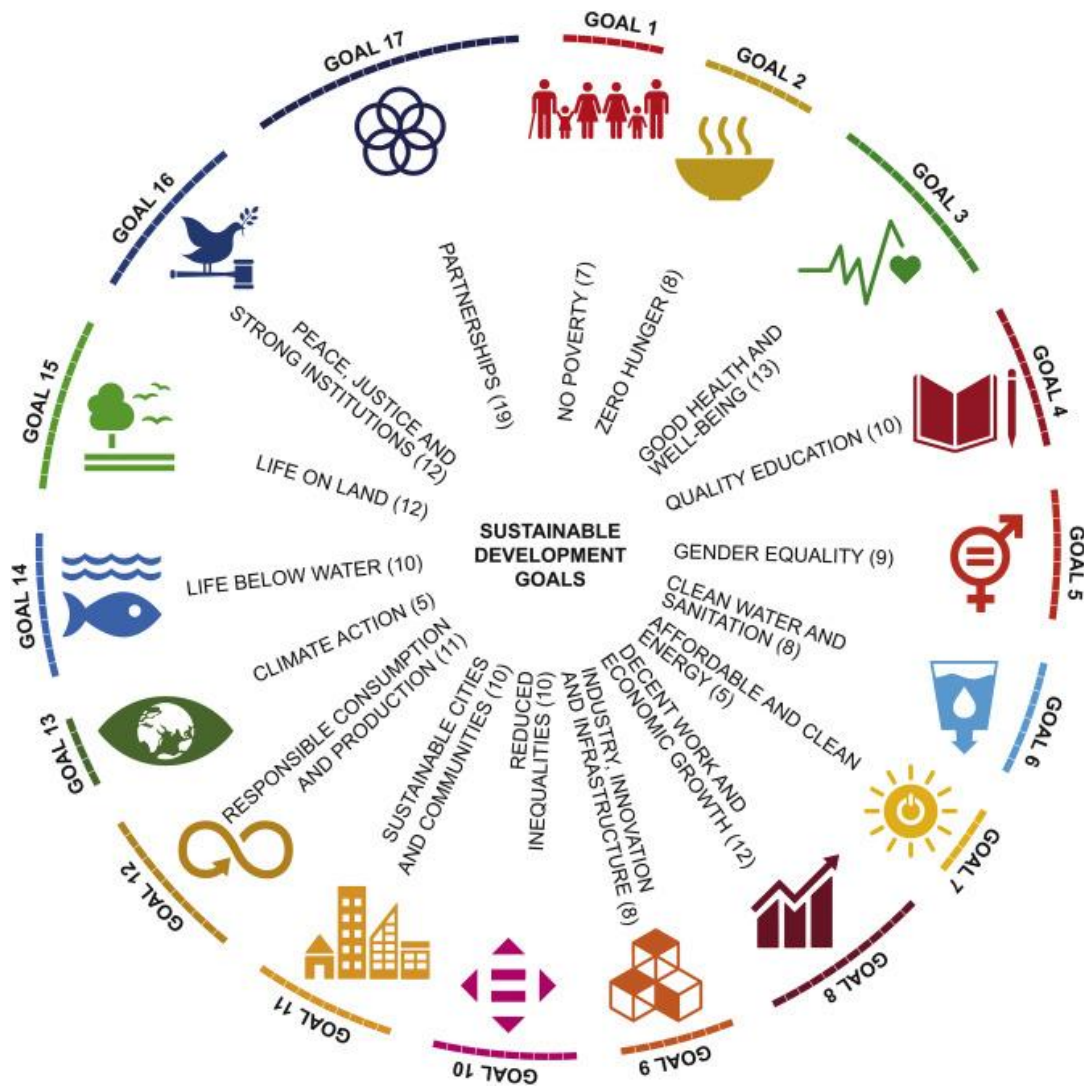 GOAL 1
GOAL 2
GOAL 3
GOAL 4
GOAL 5
GOAL 6
GOAL 7
GOAL 8
GOAL 9
GOAL 10
GOAL 11
GOAL 12
GOAL 13
GOAL 14
GOAL 15
GOAL 16
GOAL 17
NO POVERTY (7)
ZERO HUNGER (8)
GOOD HEALTH AND
WELL-BEING (13)
QUALITY EDUCATION (10)
GENDER EQUALITY (9)
CLEAN WATER AND
SANITATION (8)
AFFORDABLE AND CLEAN
ENERGY (5)
DECENT WORK AND
ECONOMIC GROWTH (12)
INDUSTRY, INNOVATION
AND INFRASTRUCTURE (8)
REDUCED
INEQUALITIES (10)
SUSTAINABLE CITIES
AND COMMUNITIES (10)
RESPONSIBLE CONSUMPTION
AND PRODUCTION (11)
CLIMATE ACTION (5)
LIFE BELOW WATER (10)
LIFE ON LAND (12)
PEACE, JUSTICE AND
STRONG INSTITUTIONS (12)
PARTNERSHIPS (19)
SUSTAINABLE
DEVELOPMENT
GOALS